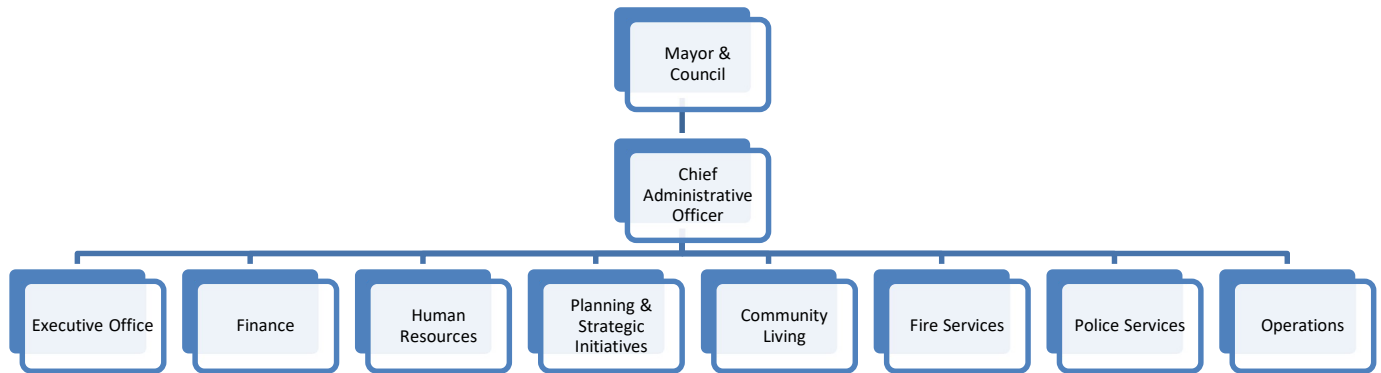 Mayor &
Council
Chief
Administrative
Officer
Executive Office
Finance
Human
Resources
Planning &
Strategic
Initiatives
Community
Living
Fire Services
Police Services
Operations